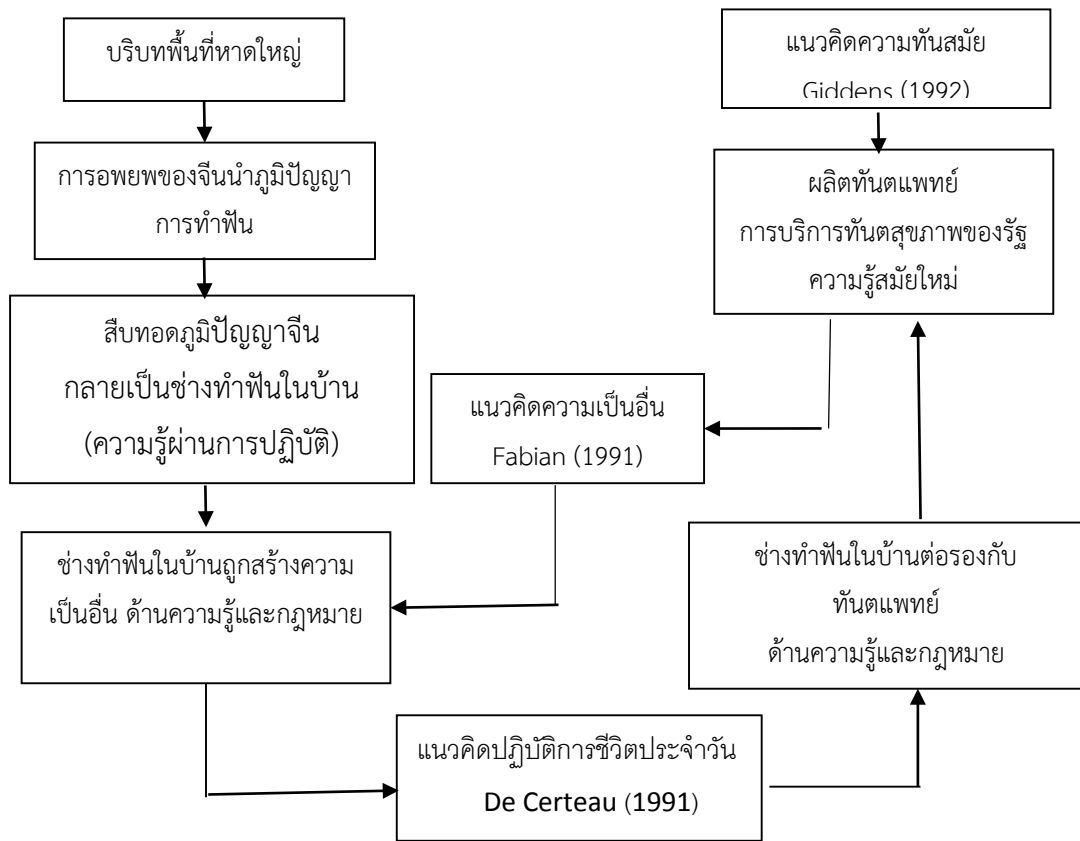 บริบทพื้นที่หาดใหญ่
การอพยพของจีนนำภูมิปัญญา
การทำฟัน
สืบทอดภูมิปัญญาจีน
กลายเป็นช่างทำฟันในบ้าน
(ความรู้ผ่านการปฏิบัติ)
ช่างทำฟันในบ้านถูกสร้างความ
เป็นอื่น ด้านความรู้และกฎหมาย
แนวคิดความทันสมัย
Giddens (1992)
ผลิตทันตแพทย์
การบริการทันตสุขภาพของรัฐ
ความรู้สมัยใหม่
แนวคิดความเป็นอื่น
Fabian (1991)
ช่างทำฟันในบ้านต่อรองกับ
ทันตแพทย์
ด้านความรู้และกฎหมาย
แนวคิดปฏิบัติการชีวิตประจำวัน
De Certeau (1991)